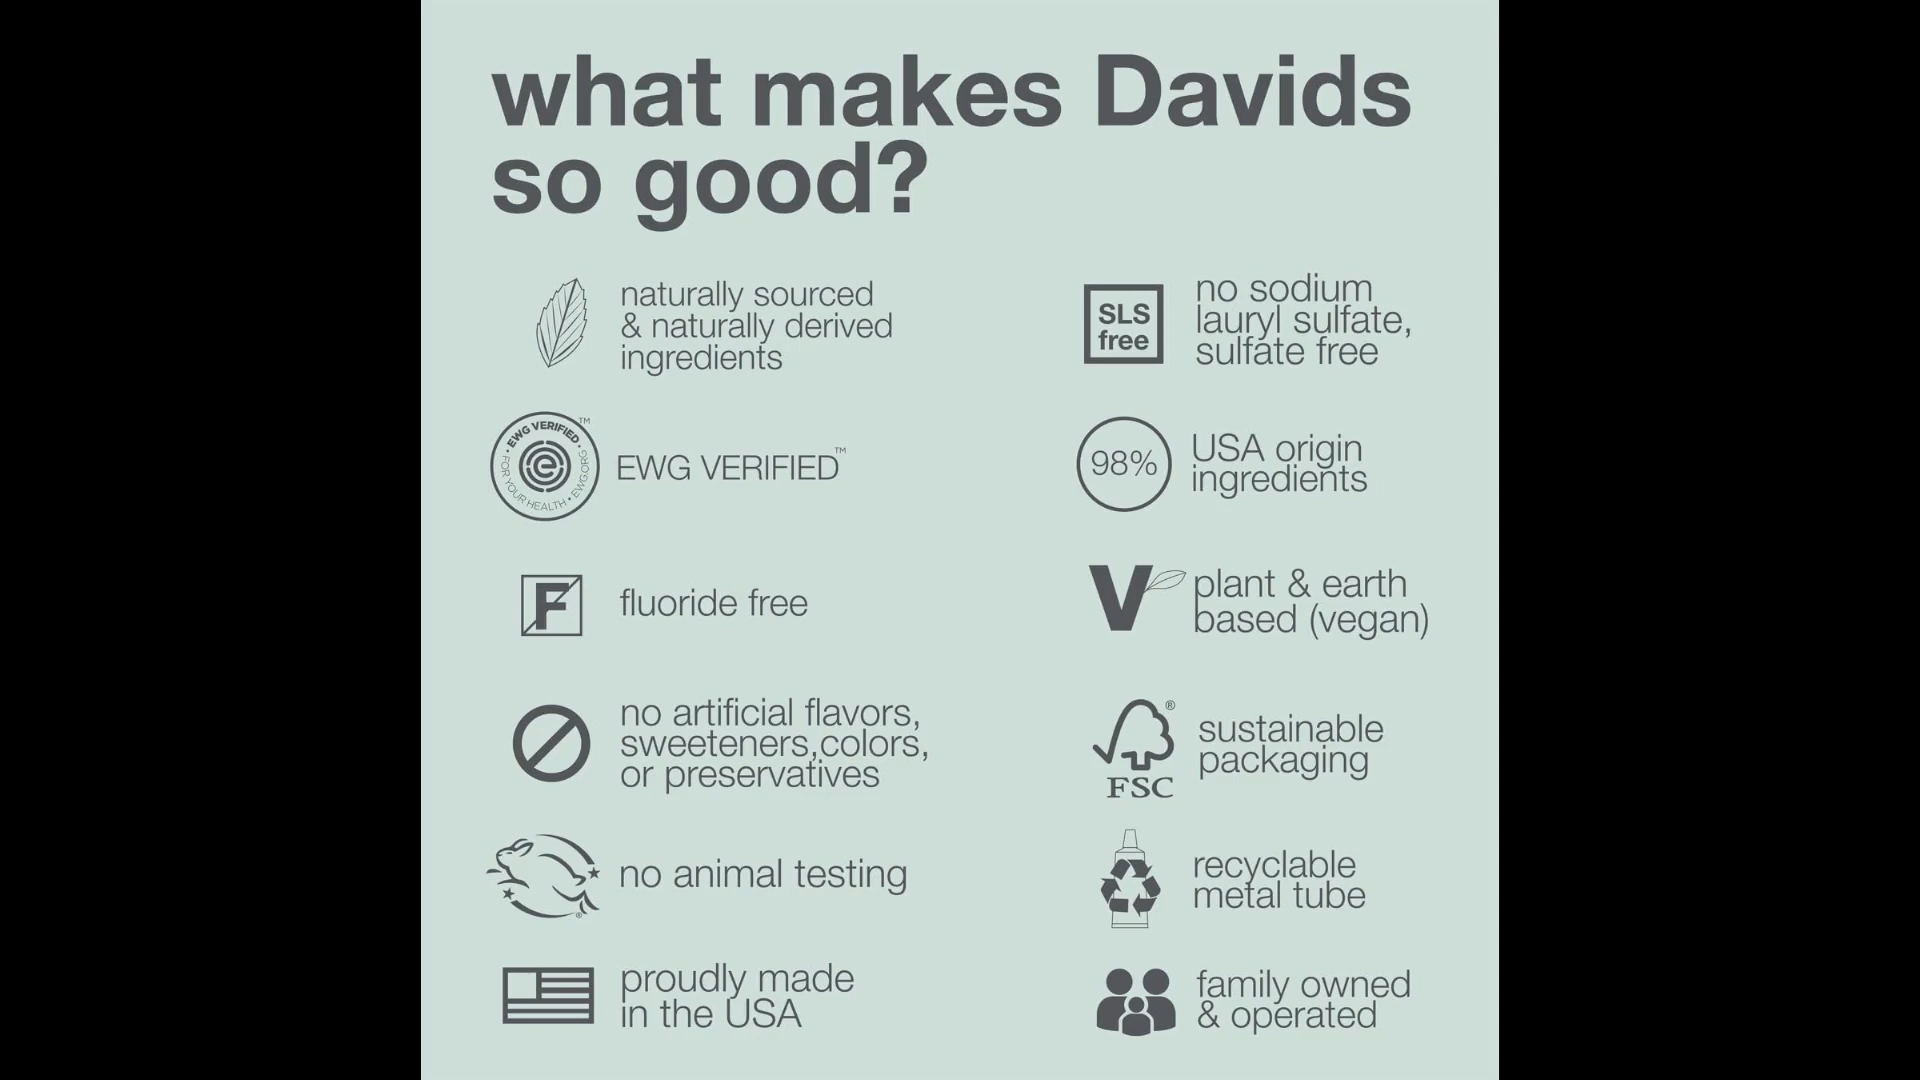 what makes Davids
so good?
naturally sourced
& naturally derived
ingredients
SLS
free
no sodium
lauryl sulfate,
sulfate free
EWG VERIFIED™
• FOR YOUR HEALTH • EWG.ORG •
EWG VERIFIED™
98%
USA origin
ingredients
F
fluoride free
V
plant & earth
based (vegan)
no artificial flavors,
sweeteners,colors,
or preservatives
®
FSC
sustainable
packaging
®
no animal testing
recyclable
metal tube
proudly made
in the USA
family owned
& operated